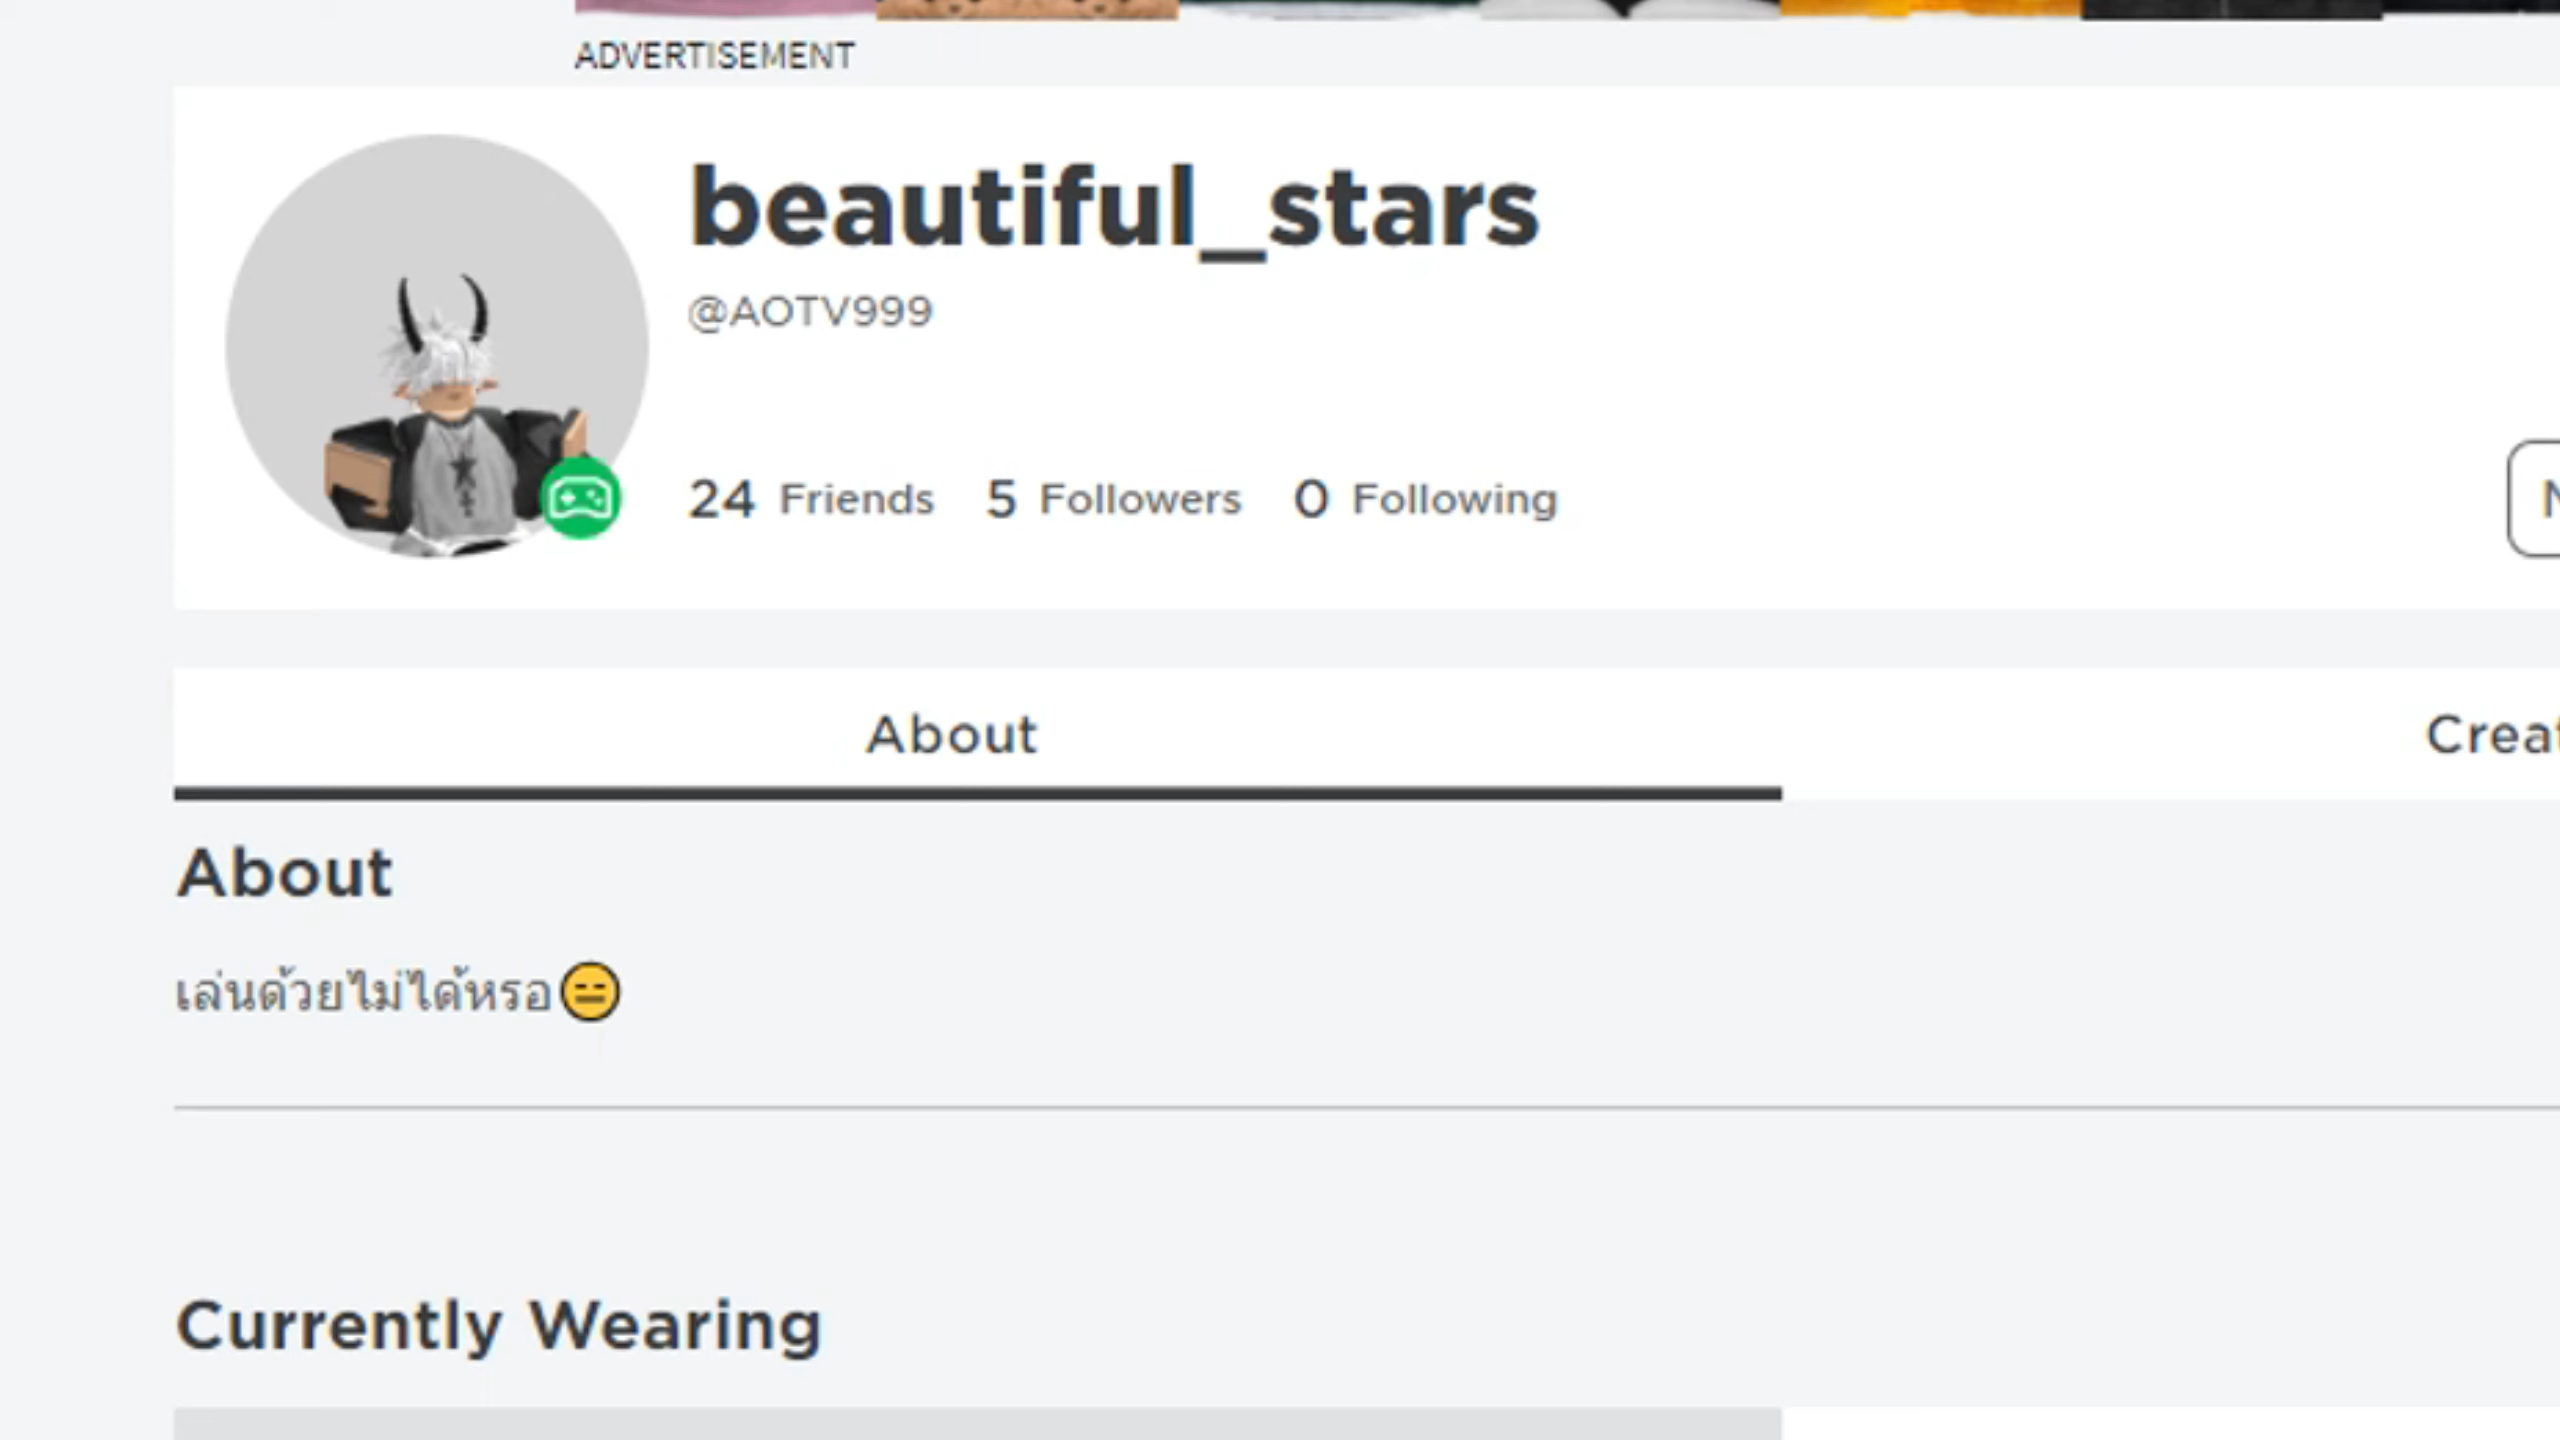 ADVERTISEMENT
beautiful_stars
@AOTV999
24 Friends 5 Followers 0 Following
About
About
เล่นด้วยไม่ได้หรอ😑
Currently Wearing